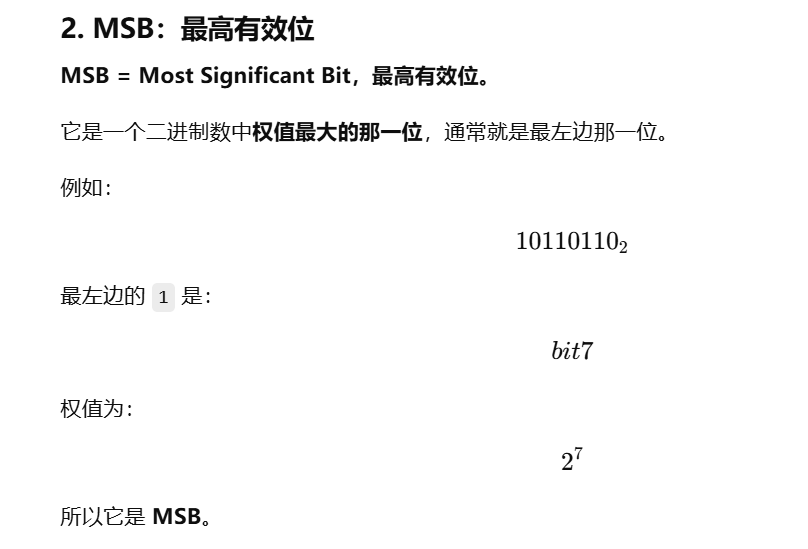 2. MSB：最高有效位
MSB = Most Significant Bit，最高有效位。
它是一个二进制数中权值最大的那一位，通常就是最左边那一位。
例如：
10110110₂
最左边的 1 是：
bit7
权值为：
2⁷
所以它是 MSB。